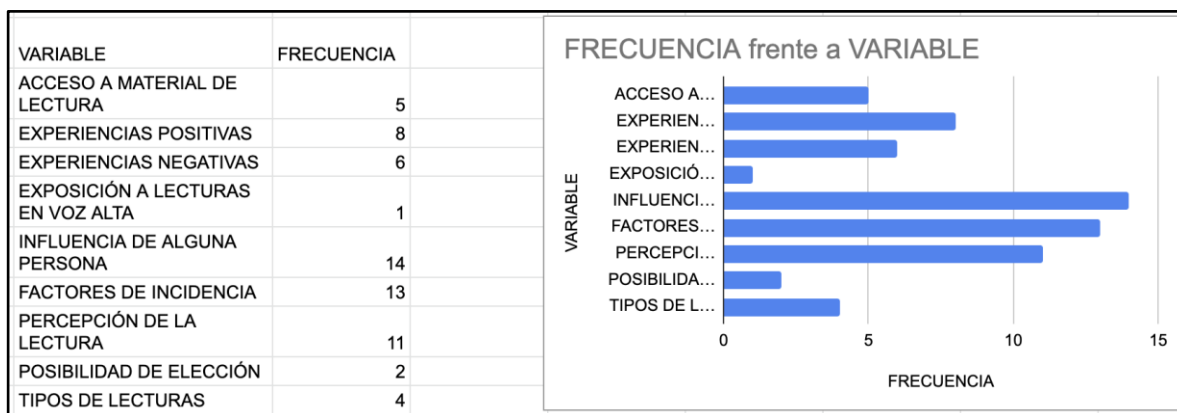 VARIABLE FRECUENCIA
ACCESO A MATERIAL DE
LECTURA 5
EXPERIENCIAS POSITIVAS 8
EXPERIENCIAS NEGATIVAS 6
EXPOSICIÓN A LECTURAS
EN VOZ ALTA 1
INFLUENCIA DE ALGUNA
PERSONA 14
FACTORES DE INCIDENCIA 13
PERCEPCIÓN DE LA
LECTURA 11
POSIBILIDAD DE ELECCIÓN 2
TIPOS DE LECTURAS 4
FRECUENCIA frente a VARIABLE
VARIABLE
ACCESO A...
EXPERIEN...
EXPERIEN...
EXPOSICIÓ...
INFLUENCI...
FACTORES...
PERCEPCI...
POSIBILIDA...
TIPOS DE L...
0 5 10 15
FRECUENCIA